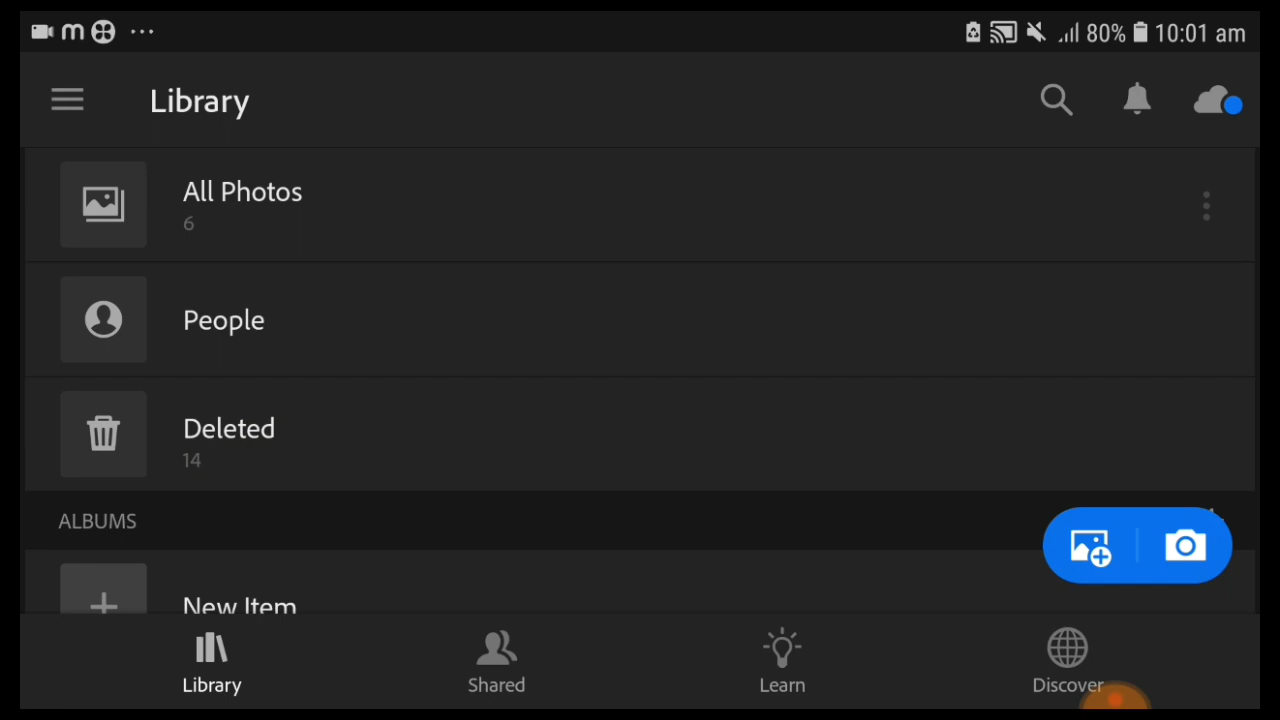 m ... 80% 10:01 am
Library
All Photos
6
People
Deleted
14
ALBUMS
New Item
Library Shared Learn Discover